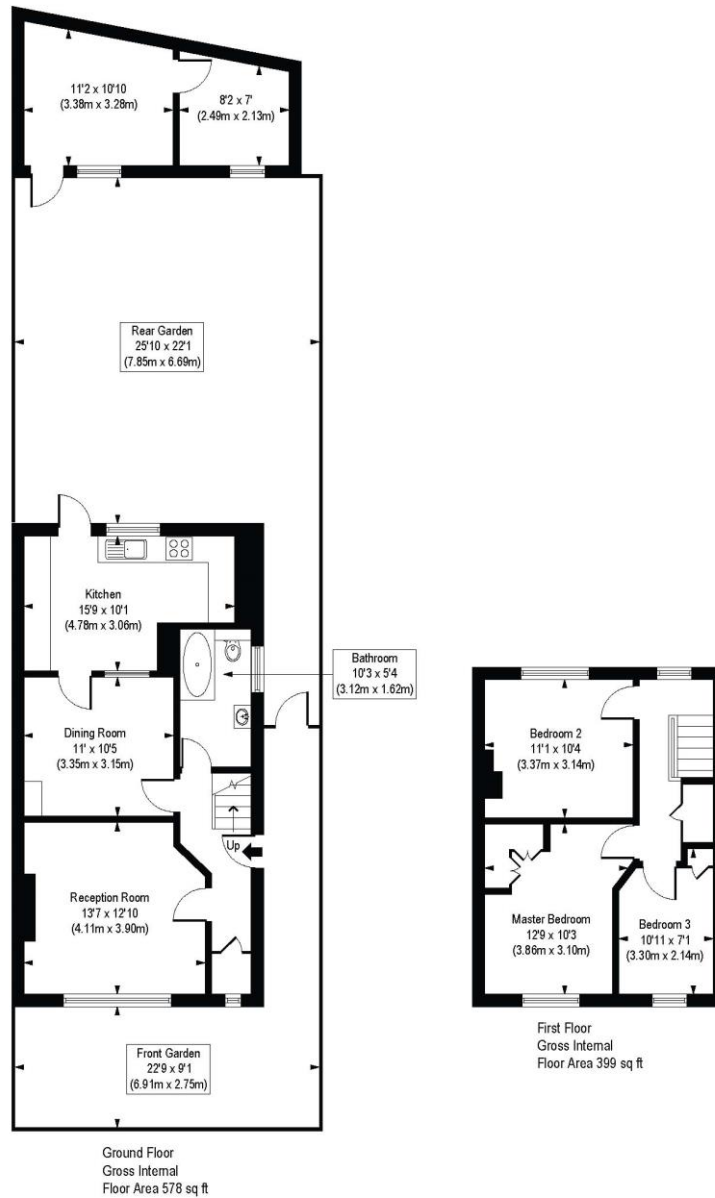 11'2 x 10'10
(3.38m x 3.28m)
8'2 x 7'
(2.49m x 2.13m)
Rear Garden
25'10 x 22'1
(7.85m x 6.69m)
Kitchen
15'9 x 10'1
(4.78m x 3.06m)
Bathroom
10'3 x 5'4
(3.12m x 1.62m)
Dining Room
11' x 10'5
(3.35m x 3.15m)
Up
Reception Room
13'7 x 12'10
(4.11m x 3.90m)
Front Garden
22'9 x 9'1
(6.91m x 2.75m)
Ground Floor
Gross Internal
Floor Area 578 sq ft
Bedroom 2
11'1 x 10'4
(3.37m x 3.14m)
Master Bedroom
12'9 x 10'3
(3.86m x 3.10m)
Bedroom 3
10'11 x 7'1
(3.30m x 2.14m)
First Floor
Gross Internal
Floor Area 399 sq ft